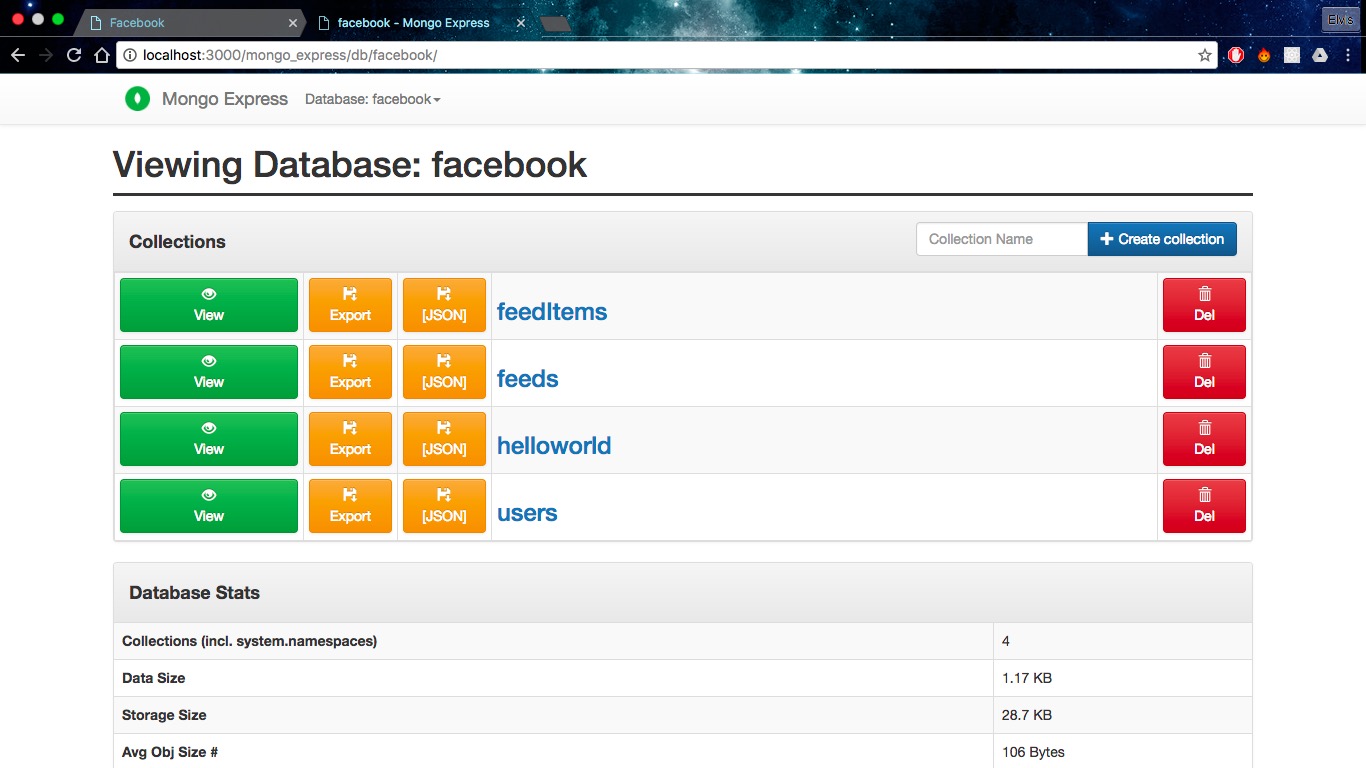 Facebook
facebook - Mongo Express
Elvis
localhost:3000/mongo_express/db/facebook/
Mongo Express Database: facebook
Viewing Database: facebook
Collections Collection Name Create collection
View Export [JSON] feedItems Del
View Export [JSON] feeds Del
View Export [JSON] helloworld Del
View Export [JSON] users Del
Database Stats
Collections (incl. system.namespaces) 4
Data Size 1.17 KB
Storage Size 28.7 KB
Avg Obj Size # 106 Bytes